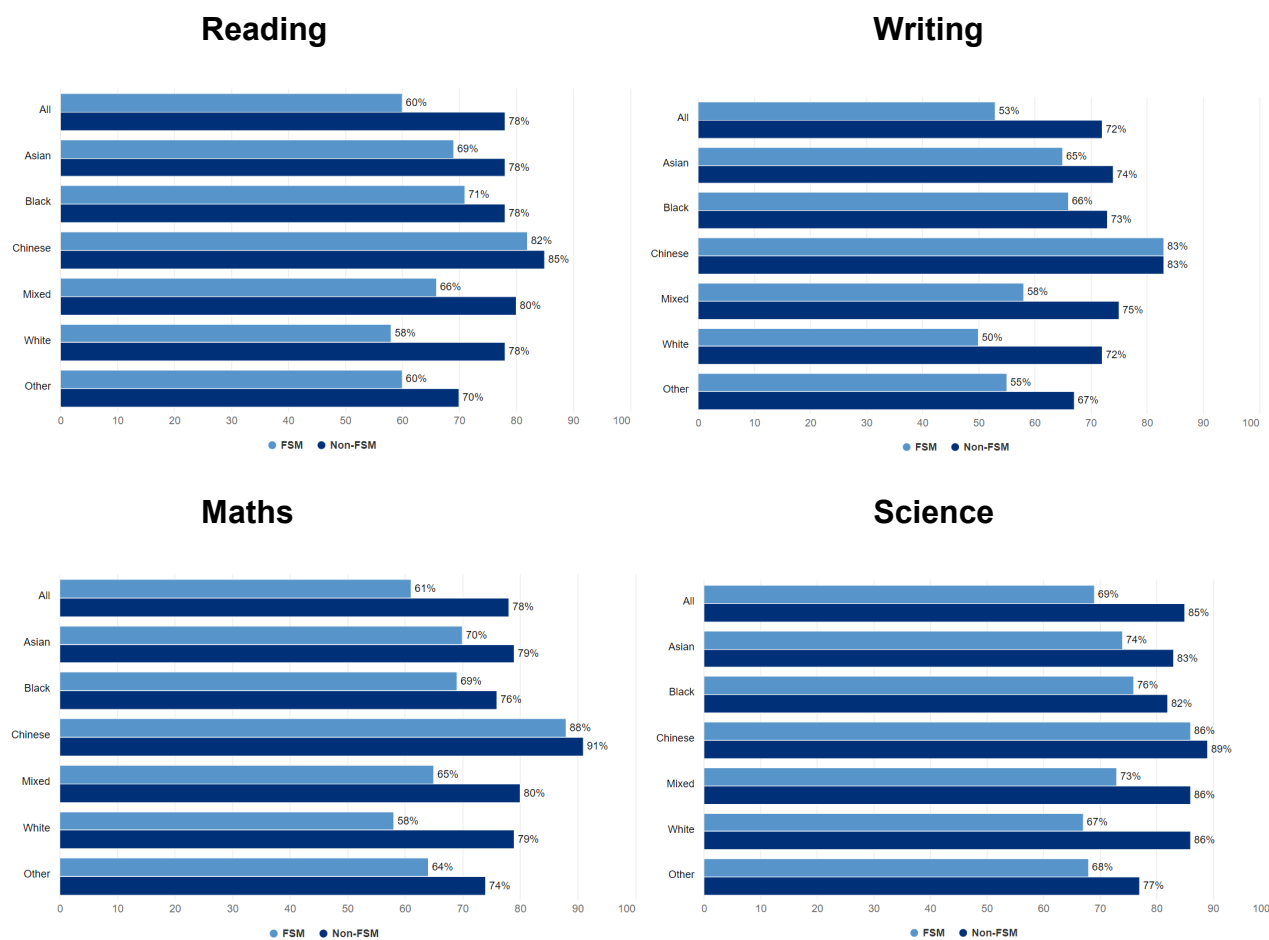 Reading
All
60%
78%
Asian
69%
78%
Black
71%
78%
Chinese
82%
85%
Mixed
66%
80%
White
58%
78%
Other
60%
70%
0 10 20 30 40 50 60 70 80 90 100
FSM Non-FSM
Writing
All
53%
72%
Asian
65%
74%
Black
66%
73%
Chinese
83%
83%
Mixed
58%
75%
White
50%
72%
Other
55%
67%
0 10 20 30 40 50 60 70 80 90 100
FSM Non-FSM
Maths
All
61%
78%
Asian
70%
79%
Black
69%
76%
Chinese
88%
91%
Mixed
65%
80%
White
58%
79%
Other
64%
74%
0 10 20 30 40 50 60 70 80 90 100
FSM Non-FSM
Science
All
69%
85%
Asian
74%
83%
Black
76%
82%
Chinese
86%
89%
Mixed
73%
86%
White
67%
86%
Other
68%
77%
0 10 20 30 40 50 60 70 80 90 100
FSM Non-FSM